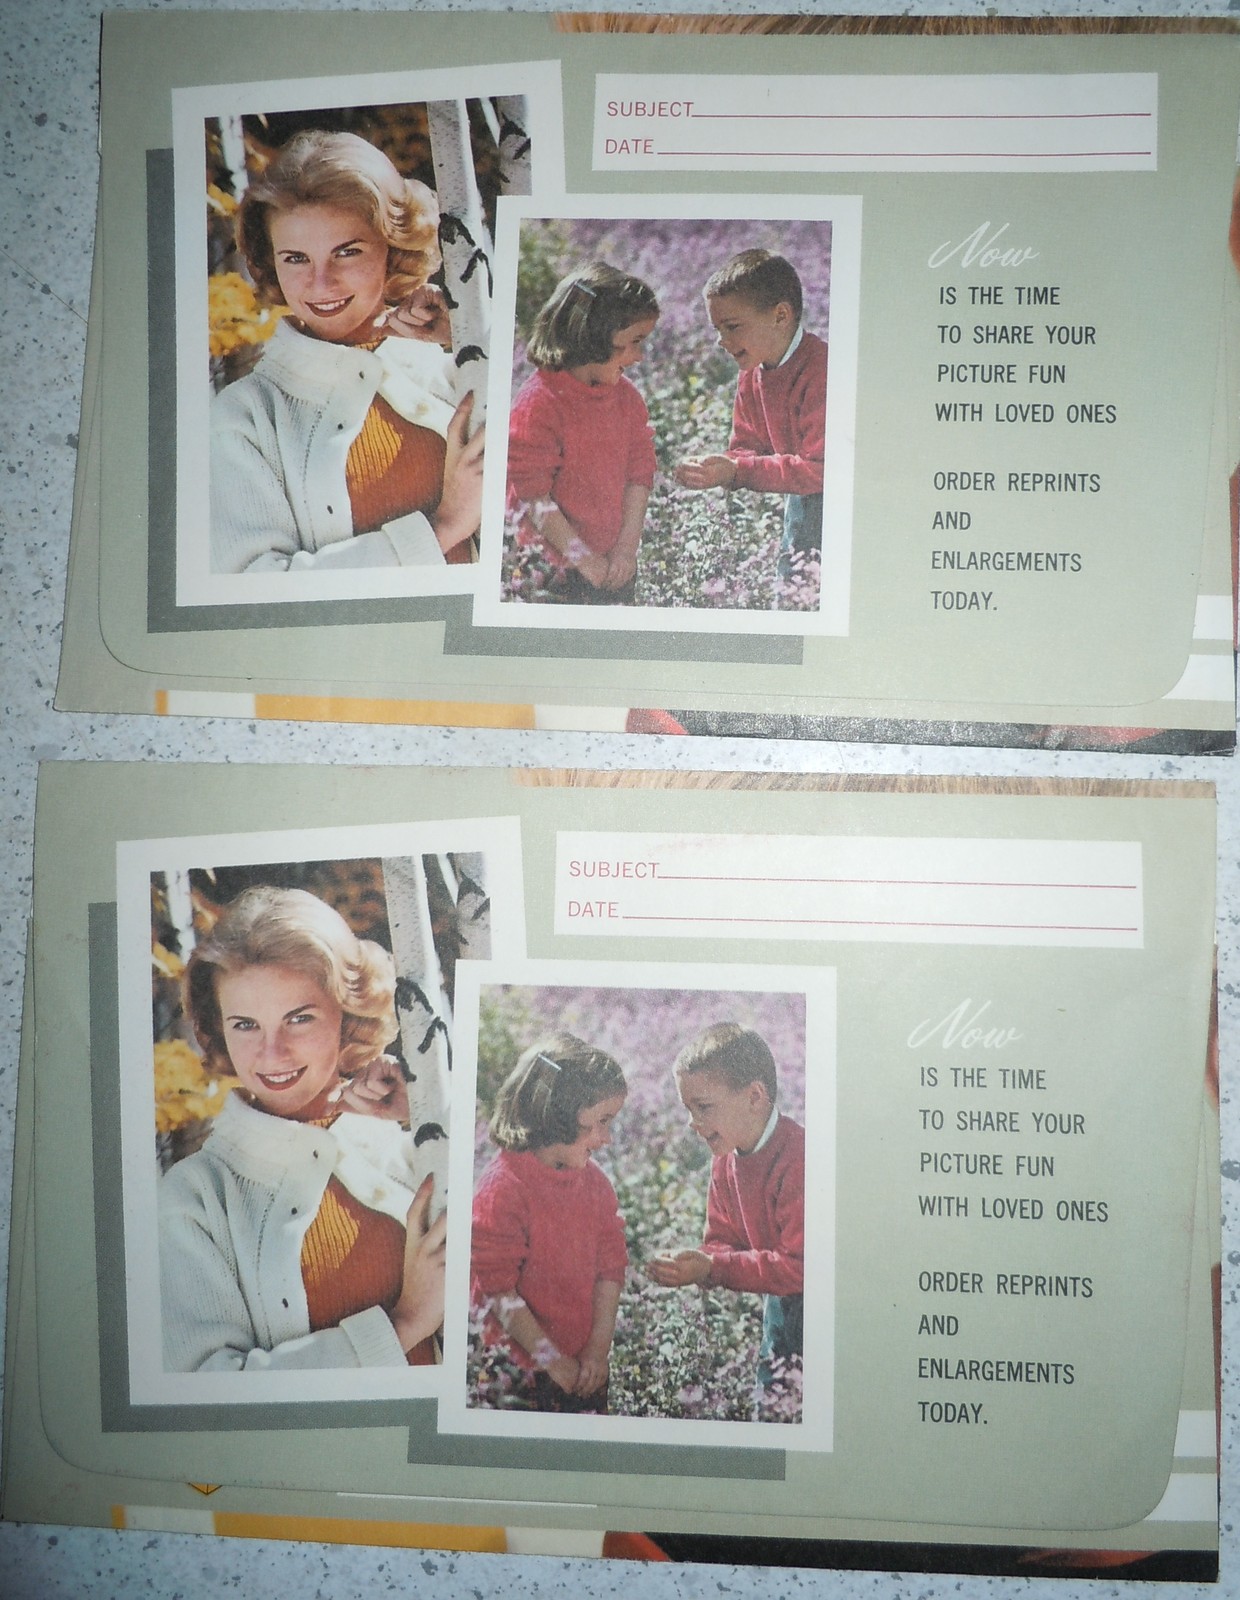 SUBJECT
DATE
Now
IS THE TIME
TO SHARE YOUR
PICTURE FUN
WITH LOVED ONES
ORDER REPRINTS
AND
ENLARGEMENTS
TODAY.
SUBJECT
DATE
Now
IS THE TIME
TO SHARE YOUR
PICTURE FUN
WITH LOVED ONES
ORDER REPRINTS
AND
ENLARGEMENTS
TODAY.